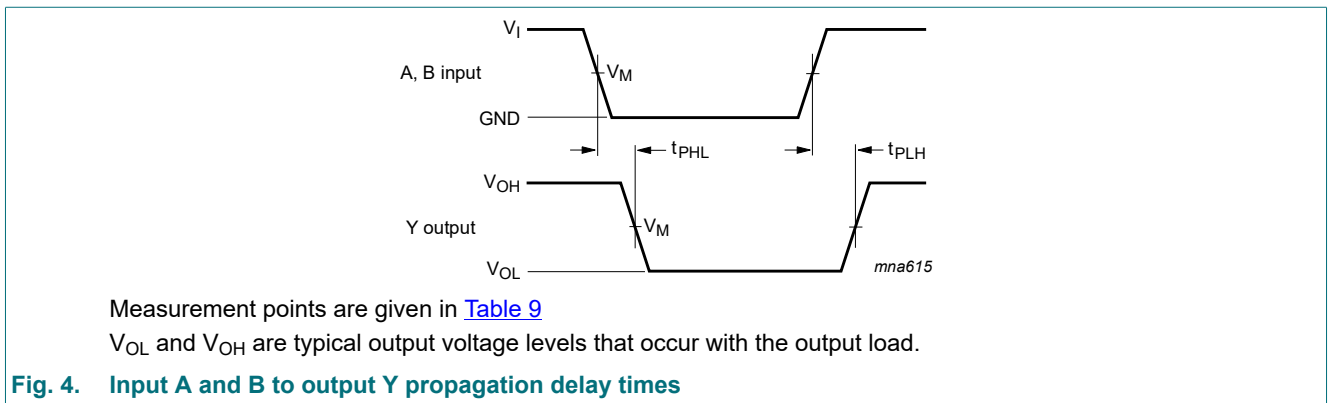 VI
A, B input
VM
GND
tPHL
tPLH
VOH
Y output
VM
VOL
mna615
Measurement points are given in Table 9
VOL and VOH are typical output voltage levels that occur with the output load.
Fig. 4. Input A and B to output Y propagation delay times